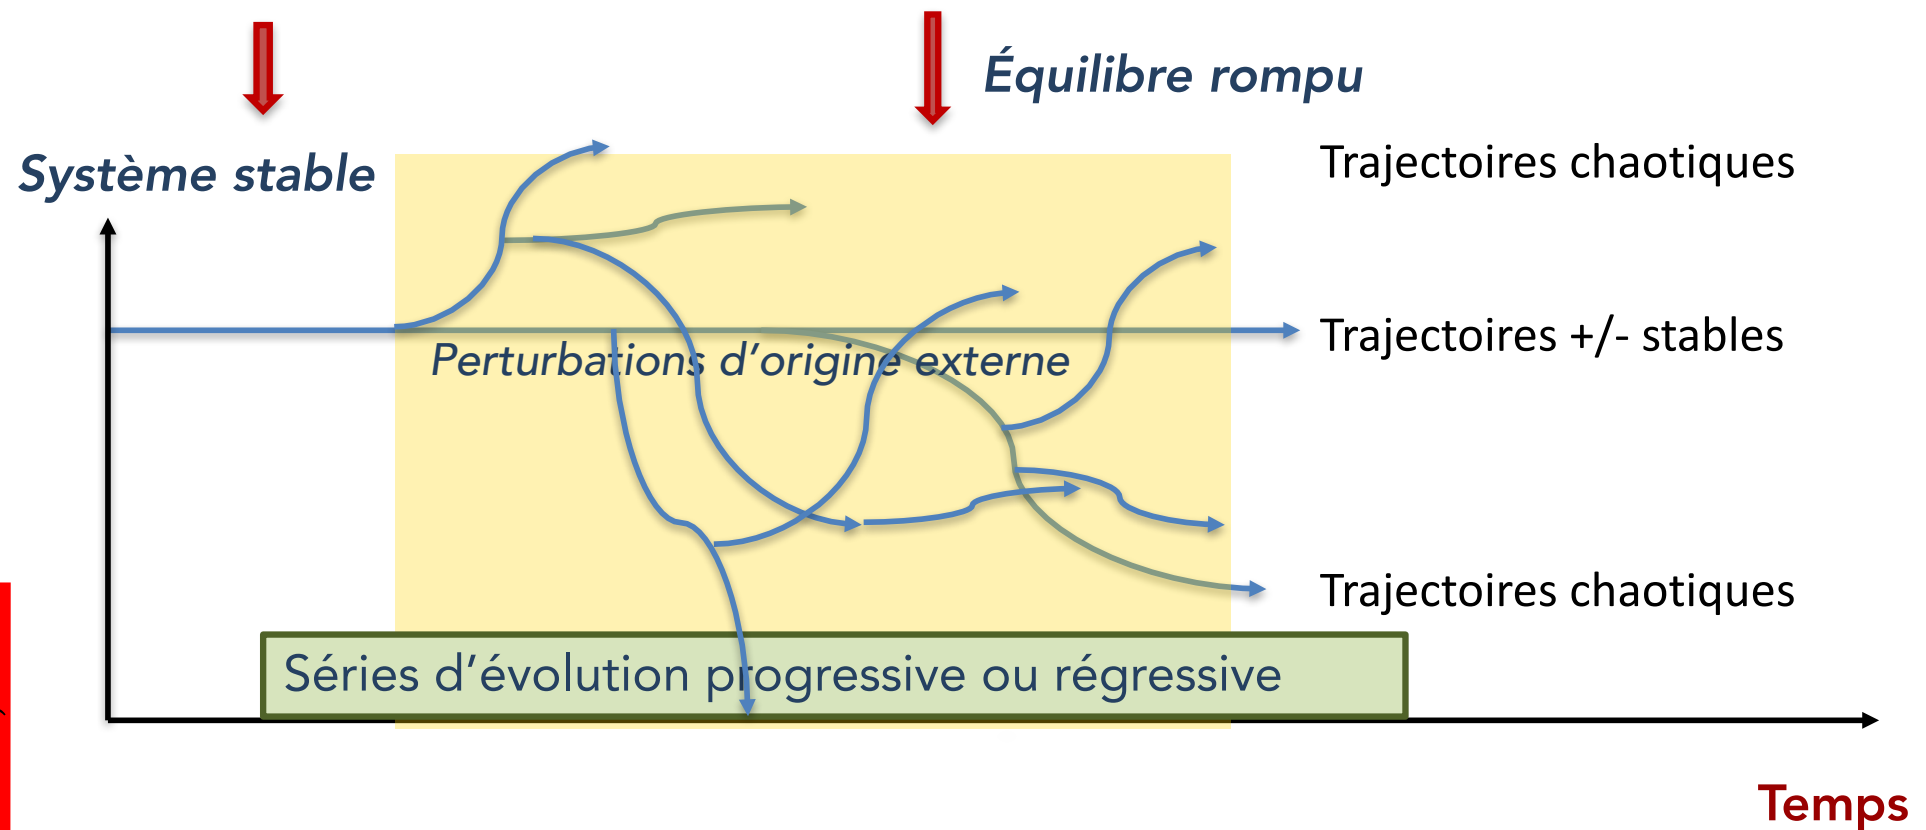 Équilibre rompu
Système stable
Trajectoires chaotiques
Trajectoires +/- stables
Perturbations d’origine externe
Trajectoires chaotiques
Séries d’évolution progressive ou régressive
Temps